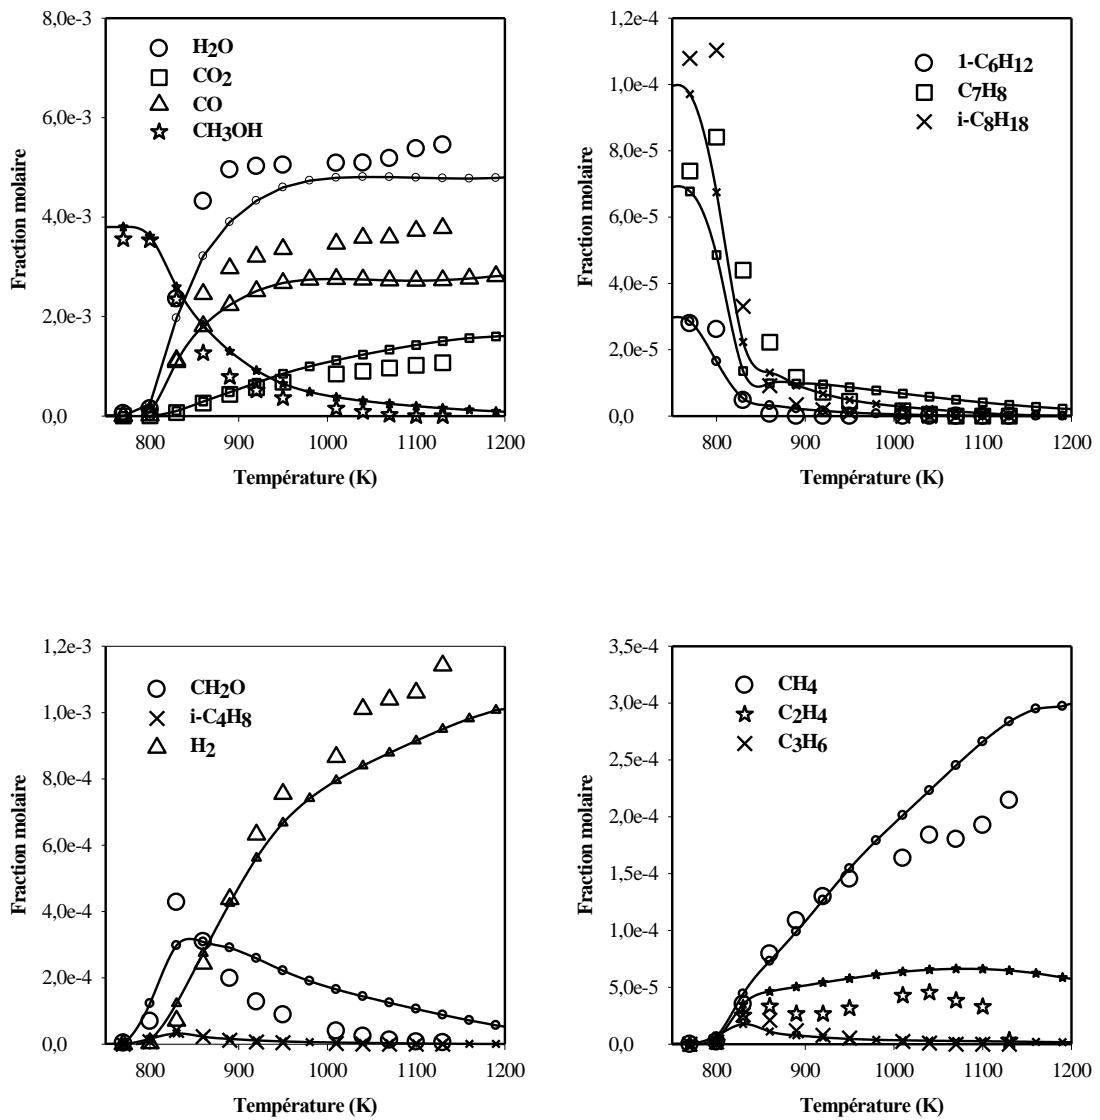 8,0e-3
6,0e-3
4,0e-3
2,0e-3
0,0
Fraction molaire
H2O
CO2
CO
CH3OH
800 900 1000 1100 1200
Température (K)
1,2e-4
1,0e-4
8,0e-5
6,0e-5
4,0e-5
2,0e-5
0,0
Fraction molaire
1-C6H12
C7H8
i-C8H18
800 900 1000 1100 1200
Température (K)
1,2e-3
1,0e-3
8,0e-4
6,0e-4
4,0e-4
2,0e-4
0,0
Fraction molaire
CH2O
i-C4H8
H2
800 900 1000 1100 1200
Température (K)
3,5e-4
3,0e-4
2,5e-4
2,0e-4
1,5e-4
1,0e-4
5,0e-5
0,0
Fraction molaire
CH4
C2H4
C3H6
800 900 1000 1100 1200
Température (K)